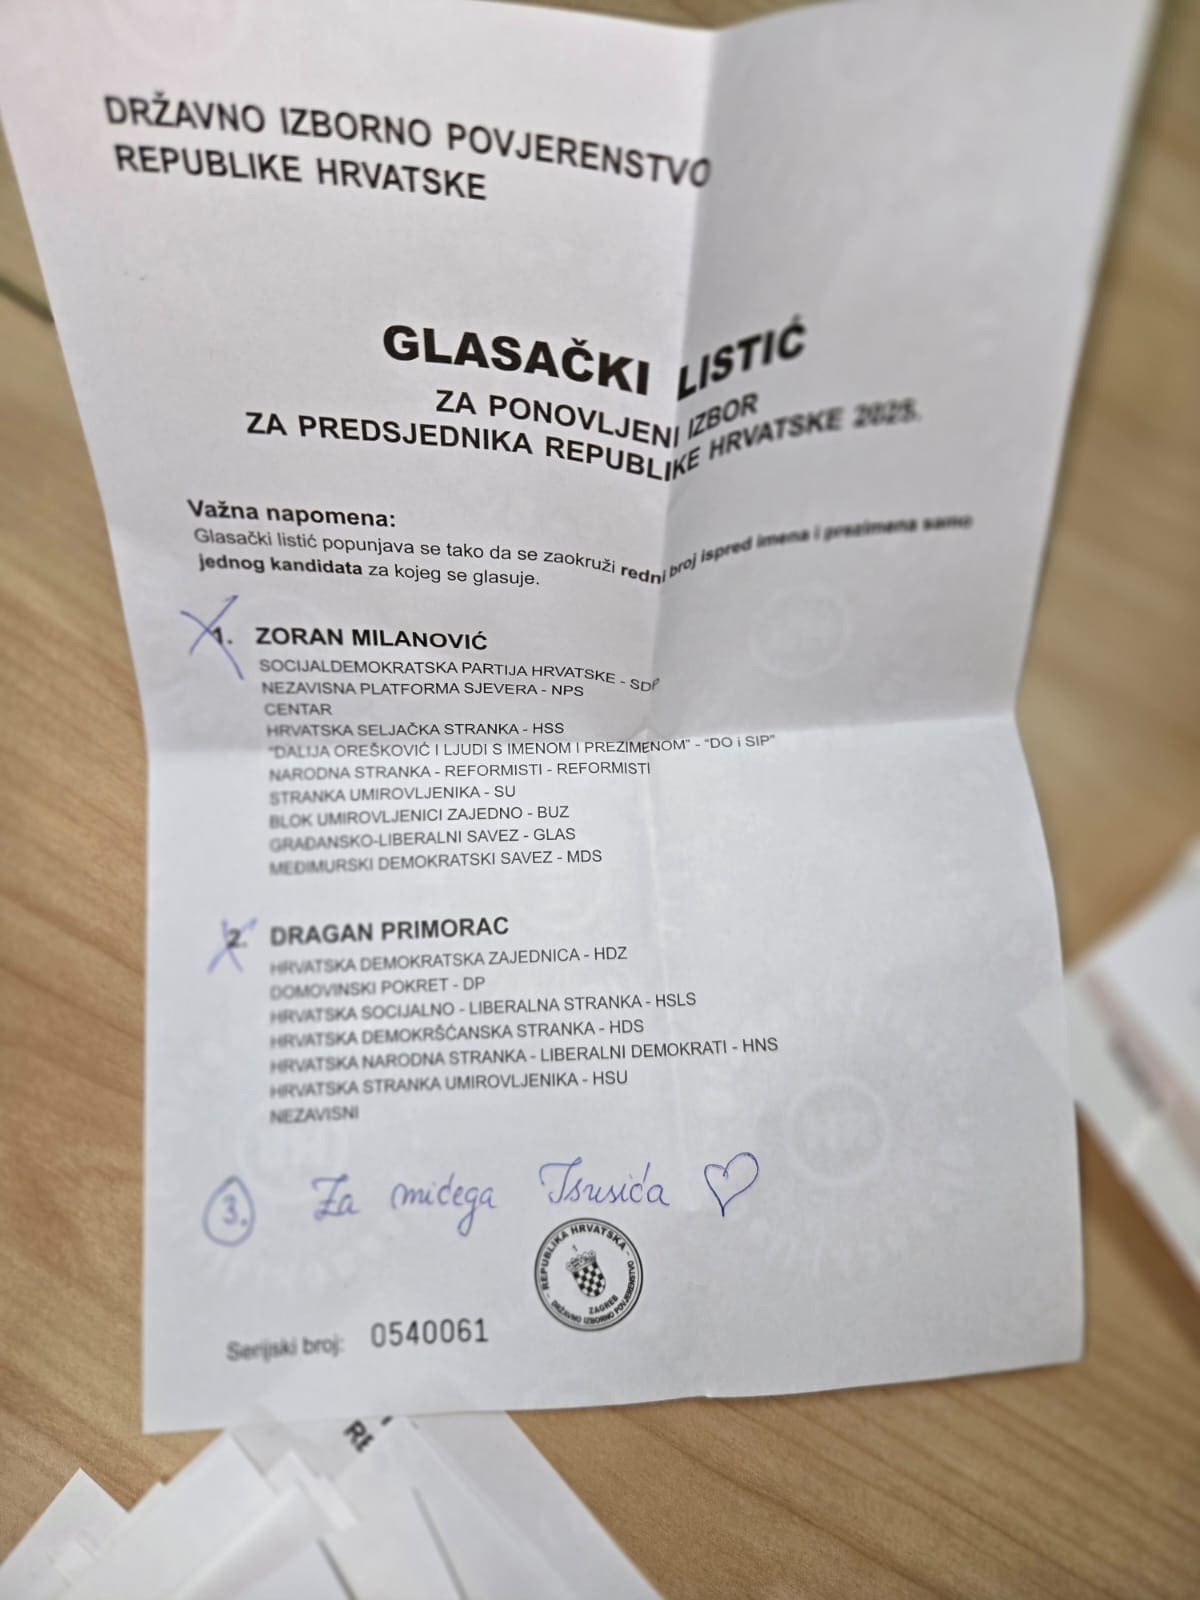 DRŽAVNO IZBORNO POVJERENSTVO
REPUBLIKE HRVATSKE
GLASAČKI LISTIĆ
ZA PONOVLJENI IZBOR
ZA PREDSJEDNIKA REPUBLIKE HRVATSKE 2025.
Važna napomena:
Glasački listić popunjava se tako da se zaokruži redni broj ispred imena i prezimena samo
jednog kandidata za kojeg se glasuje.
1. ZORAN MILANOVIĆ
SOCIJALDEMOKRATSKA PARTIJA HRVATSKE - SDP
NEZAVISNA PLATFORMA SJEVERA - NPS
CENTAR
HRVATSKA SELJAČKA STRANKA - HSS
"DALIJA OREŠKOVIĆ I LJUDI S IMENOM I PREZIMENOM" - "DO i SIP"
NARODNA STRANKA - REFORMISTI - REFORMISTI
STRANKA UMIROVLJENIKA - SU
BLOK UMIROVLJENICI ZAJEDNO - BUZ
GRAĐANSKO-LIBERALNI SAVEZ - GLAS
MEĐIMURSKI DEMOKRATSKI SAVEZ - MDS
2. DRAGAN PRIMORAC
HRVATSKA DEMOKRATSKA ZAJEDNICA - HDZ
DOMOVINSKI POKRET - DP
HRVATSKA SOCIJALNO - LIBERALNA STRANKA - HSLS
HRVATSKA DEMOKRŠĆANSKA STRANKA - HDS
HRVATSKA NARODNA STRANKA - LIBERALNI DEMOKRATI - HNS
HRVATSKA STRANKA UMIROVLJENIKA - HSU
NEZAVISNI
3. Za mićega Isusića
REPUBLIKA HRVATSKA
DRŽAVNO IZBORNO POVJERENSTVO
ZAGREB
1
Serijski broj: 0540061
RE